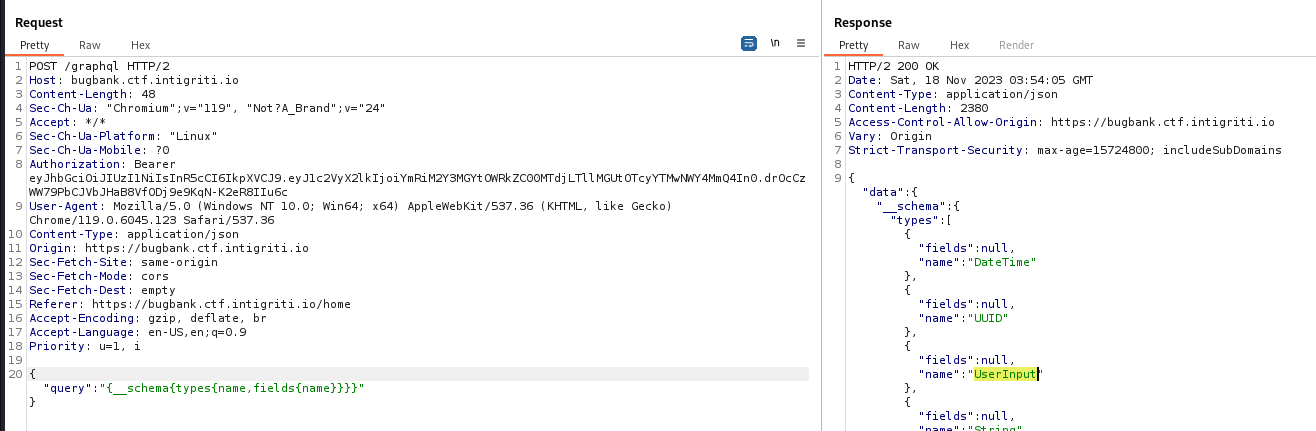 Request
Pretty Raw Hex
\n
1 POST /graphql HTTP/2
2 Host: bugbank.ctf.intigriti.io
3 Content-Length: 48
4 Sec-Ch-Ua: "Chromium";v="119", "Not?A_Brand";v="24"
5 Accept: */*
6 Sec-Ch-Ua-Platform: "Linux"
7 Sec-Ch-Ua-Mobile: ?0
8 Authorization: Bearer
eyJhbGciOiJIUzI1NiIsInR5cCI6IkpXVCJ9.eyJ1c2VyX2lkIjoiYmRiM2Y3MGYtOWRkZC00MTdjLTllMGUtOTcyYTMwNWY4MmQ4In0.drOcCz
WW79PbCJVbJHaB8VfODj9e9KqN-K2eR8IIu6c
9 User-Agent: Mozilla/5.0 (Windows NT 10.0; Win64; x64) AppleWebKit/537.36 (KHTML, like Gecko)
Chrome/119.0.6045.123 Safari/537.36
10 Content-Type: application/json
11 Origin: https://bugbank.ctf.intigriti.io
12 Sec-Fetch-Site: same-origin
13 Sec-Fetch-Mode: cors
14 Sec-Fetch-Dest: empty
15 Referer: https://bugbank.ctf.intigriti.io/home
16 Accept-Encoding: gzip, deflate, br
17 Accept-Language: en-US,en;q=0.9
18 Priority: u=1, i
19
20 {
"query":"{__schema{types{name,fields{name}}}}"
}
Response
Pretty Raw Hex Render
1 HTTP/2 200 OK
2 Date: Sat, 18 Nov 2023 03:54:05 GMT
3 Content-Type: application/json
4 Content-Length: 2380
5 Access-Control-Allow-Origin: https://bugbank.ctf.intigriti.io
6 Vary: Origin
7 Strict-Transport-Security: max-age=15724800; includeSubDomains
8
9 {
"data":{
"__schema":{
"types":[
{
"fields":null,
"name":"DateTime"
},
{
"fields":null,
"name":"UUID"
},
{
"fields":null,
"name":"UserInput"
},
{
"fields":null,
"name":"String"